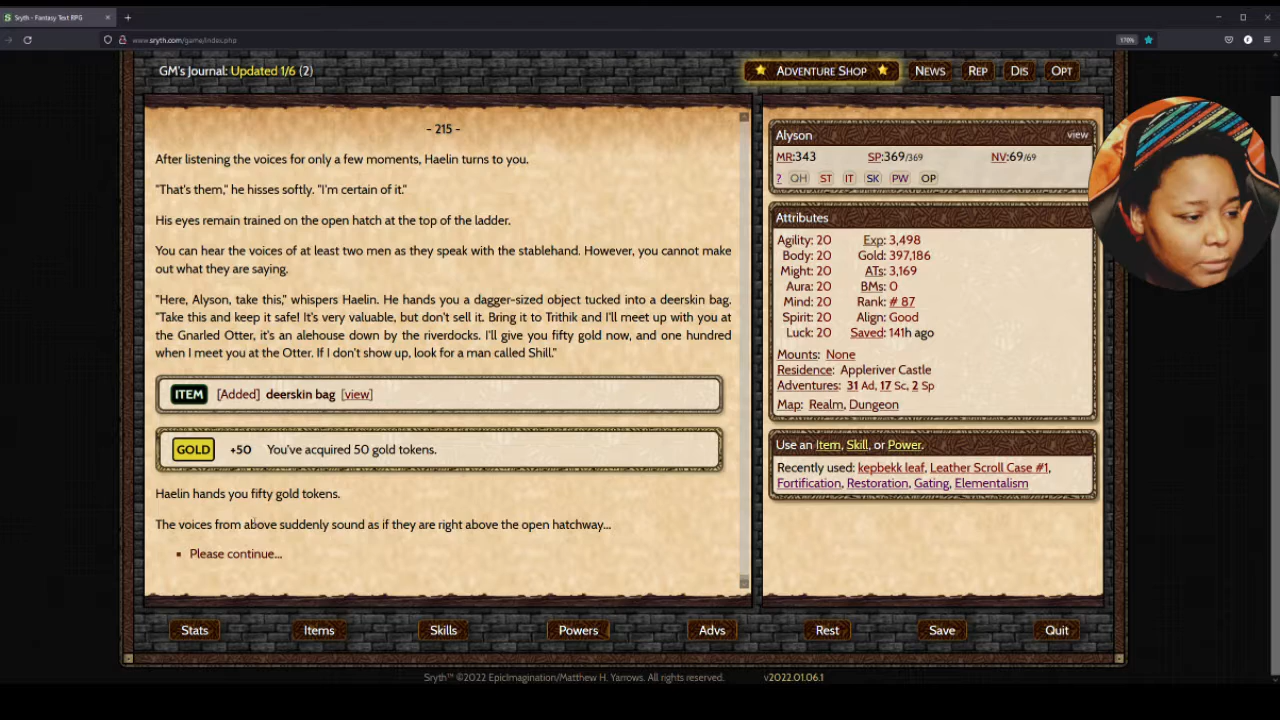 Sryth - Fantasy Text RPG
www.sryth.com/game/index.php
170%
GM's Journal: Updated 1/6 (2)
ADVENTURE SHOP
NEWS
REP
DIS
OPT
- 215 -
After listening the voices for only a few moments, Haelin turns to you.
"That's them," he hisses softly. "I'm certain of it."
His eyes remain trained on the open hatch at the top of the ladder.
You can hear the voices of at least two men as they speak with the stablehand. However, you cannot make
out what they are saying.
"Here, Alyson, take this," whispers Haelin. He hands you a dagger-sized object tucked into a deerskin bag.
"Take this and keep it safe! It's very valuable, but don't sell it. Bring it to Trithik and I'll meet up with you at
the Gnarled Otter, it's an alehouse down by the riverdocks. I'll give you fifty gold now, and one hundred
when I meet you at the Otter. If I don't show up, look for a man called Shill."
ITEM [Added] deerskin bag [view]
GOLD +50 You've acquired 50 gold tokens.
Haelin hands you fifty gold tokens.
The voices from above suddenly sound as if they are right above the open hatchway...
Please continue...
Alyson view
MR:343 SP:369/369 NV:69/69
? QH ST IT SK PW OP
Attributes
Agility: 20 Exp: 3,498
Body: 20 Gold: 397,186
Might: 20 ATs: 3,169
Aura: 20 BMs: 0
Mind: 20 Rank: # 87
Spirit: 20 Align: Good
Luck: 20 Saved: 141h ago
Mounts: None
Residence: Appleriver Castle
Adventures: 31 Ad, 17 Sc, 2 Sp
Map: Realm, Dungeon
Use an Item, Skill, or Power.
Recently used: kepbekk leaf, Leather Scroll Case #1,
Fortification, Restoration, Gating, Elementalism
Stats
Items
Skills
Powers
Advs
Rest
Save
Quit
Sryth™ ©2022 EpicImagination/Matthew H. Yarrows. All rights reserved. v2022.01.06.1